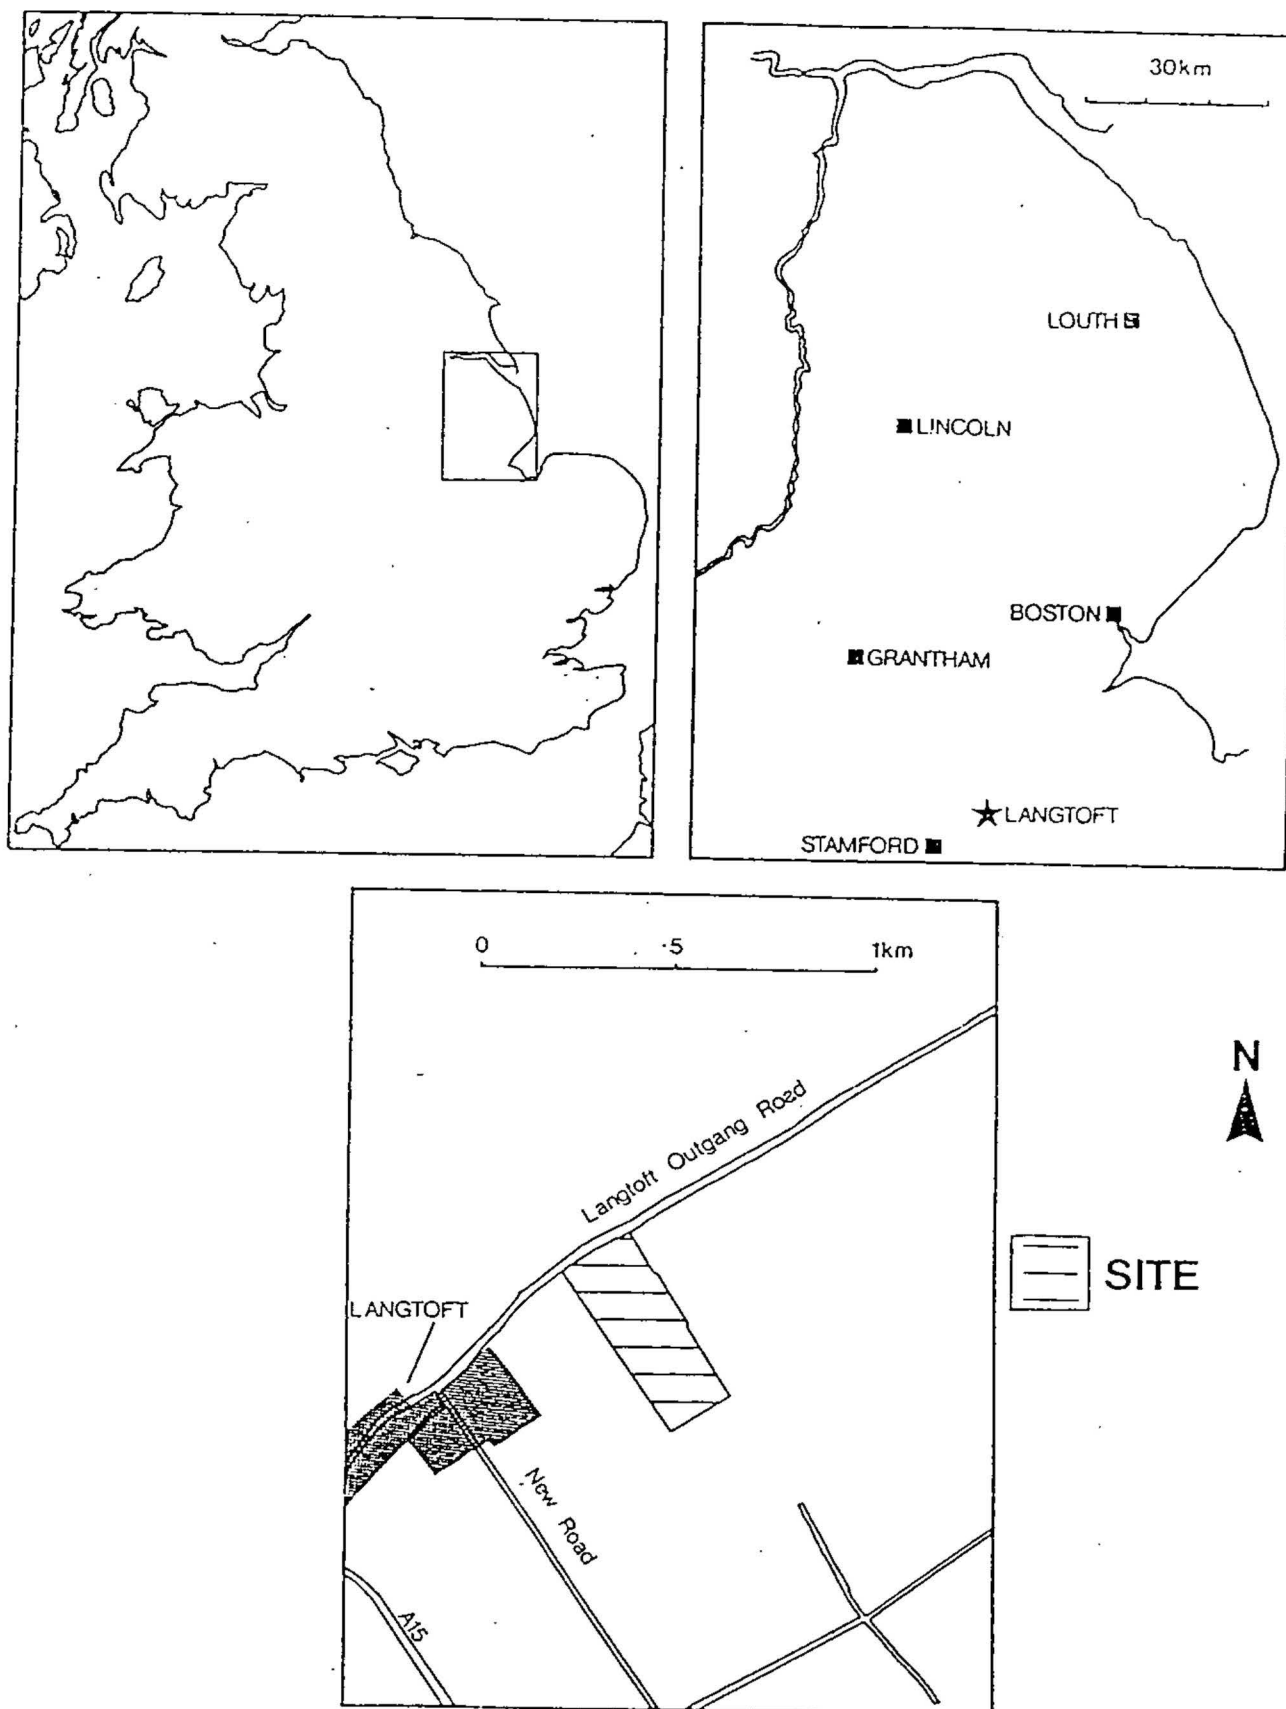 30km
LOUTH
LINCOLN
BOSTON
GRANTHAM
LANGTOFT
STAMFORD
0 .5 1km
Langtoft Outgang Road
N
SITE
LANGTOFT
New Road
A15